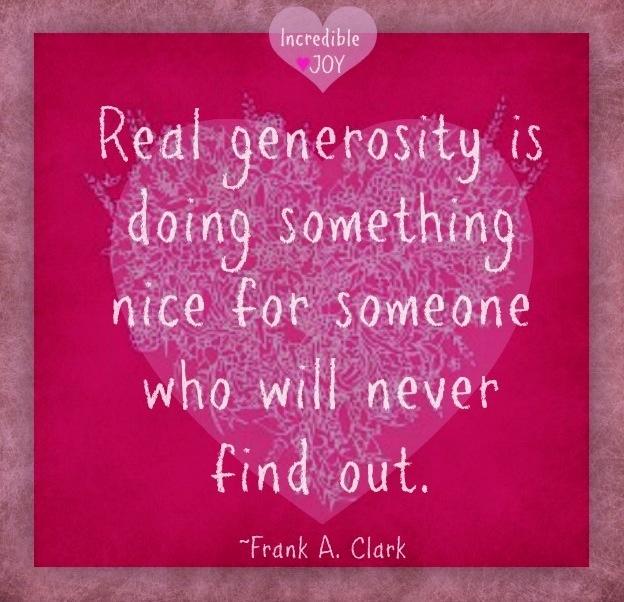 Incredible
♥JOY
Real generosity is
doing something
nice for someone
who will never
find out.
~Frank A. Clark